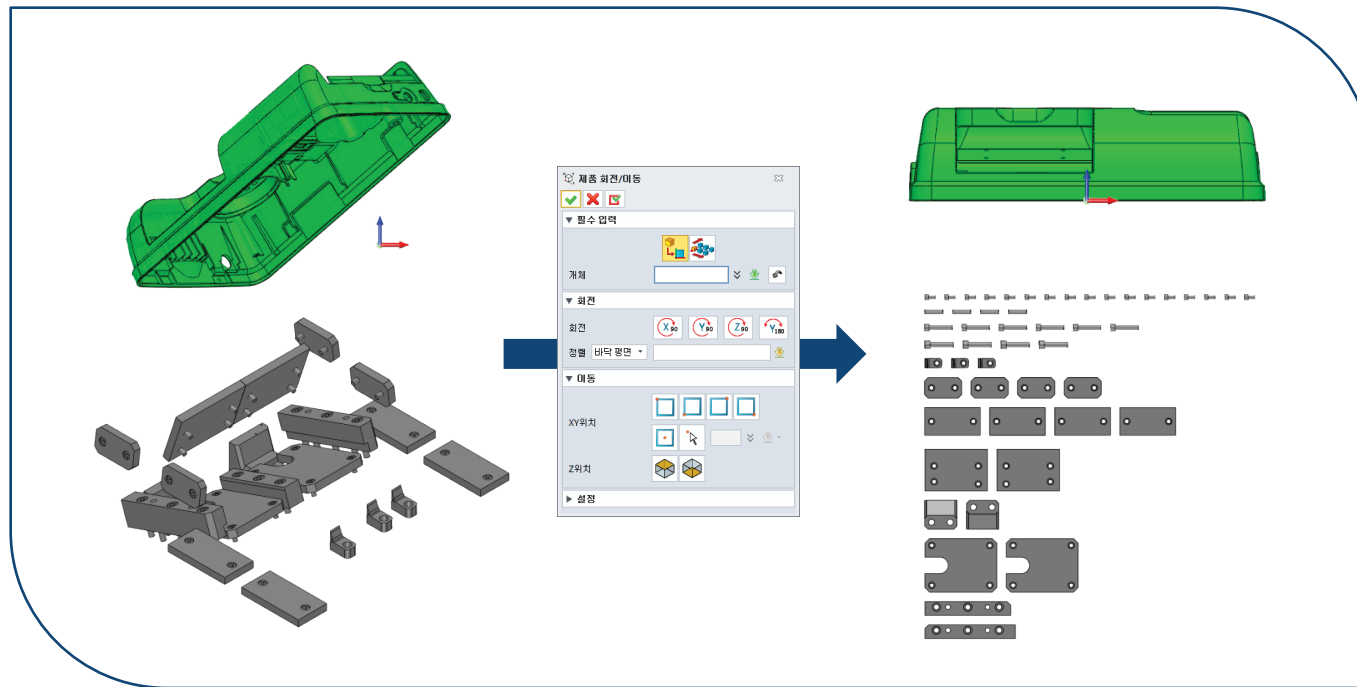 제품 회전/이동
필수 입력
개체
회전
회전 X90 Y90 Z90 Y180
정렬 바닥 평면
이동
XY위치
Z위치
설정